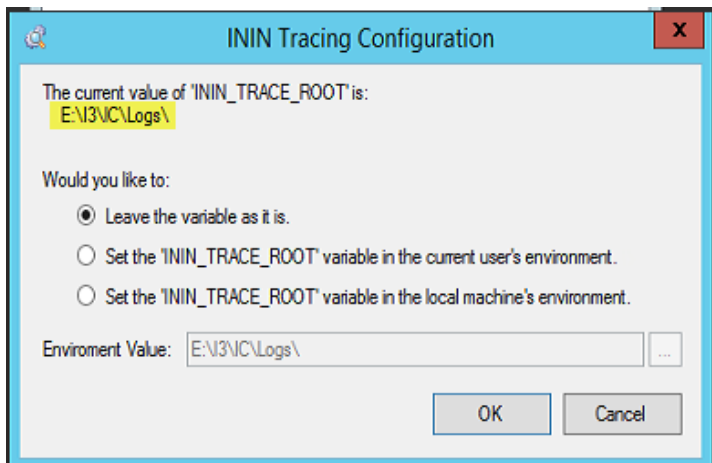 ININ Tracing Configuration
x
The current value of 'ININ_TRACE_ROOT' is:
E:\I3\IC\Logs\
Would you like to:
Leave the variable as it is.
Set the 'ININ_TRACE_ROOT' variable in the current user's environment.
Set the 'ININ_TRACE_ROOT' variable in the local machine's environment.
Enviroment Value: E:\I3\IC\Logs\ ...
OK Cancel